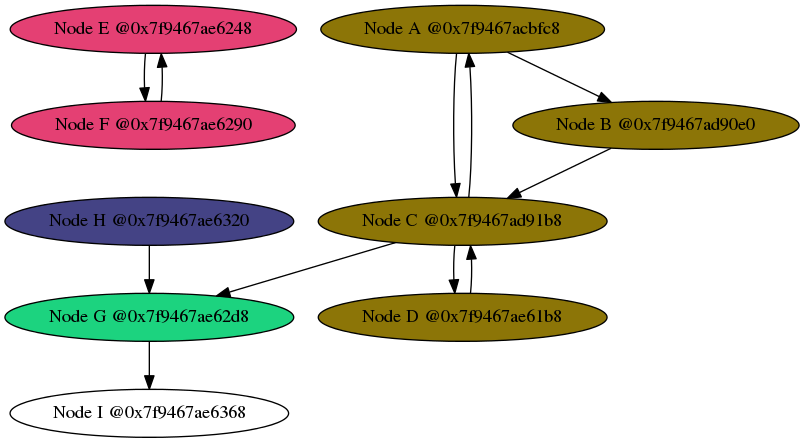 Node E @0x7f9467ae6248
Node A @0x7f9467acbfc8
Node F @0x7f9467ae6290
Node B @0x7f9467ad90e0
Node H @0x7f9467ae6320
Node C @0x7f9467ad91b8
Node G @0x7f9467ae62d8
Node D @0x7f9467ae61b8
Node I @0x7f9467ae6368